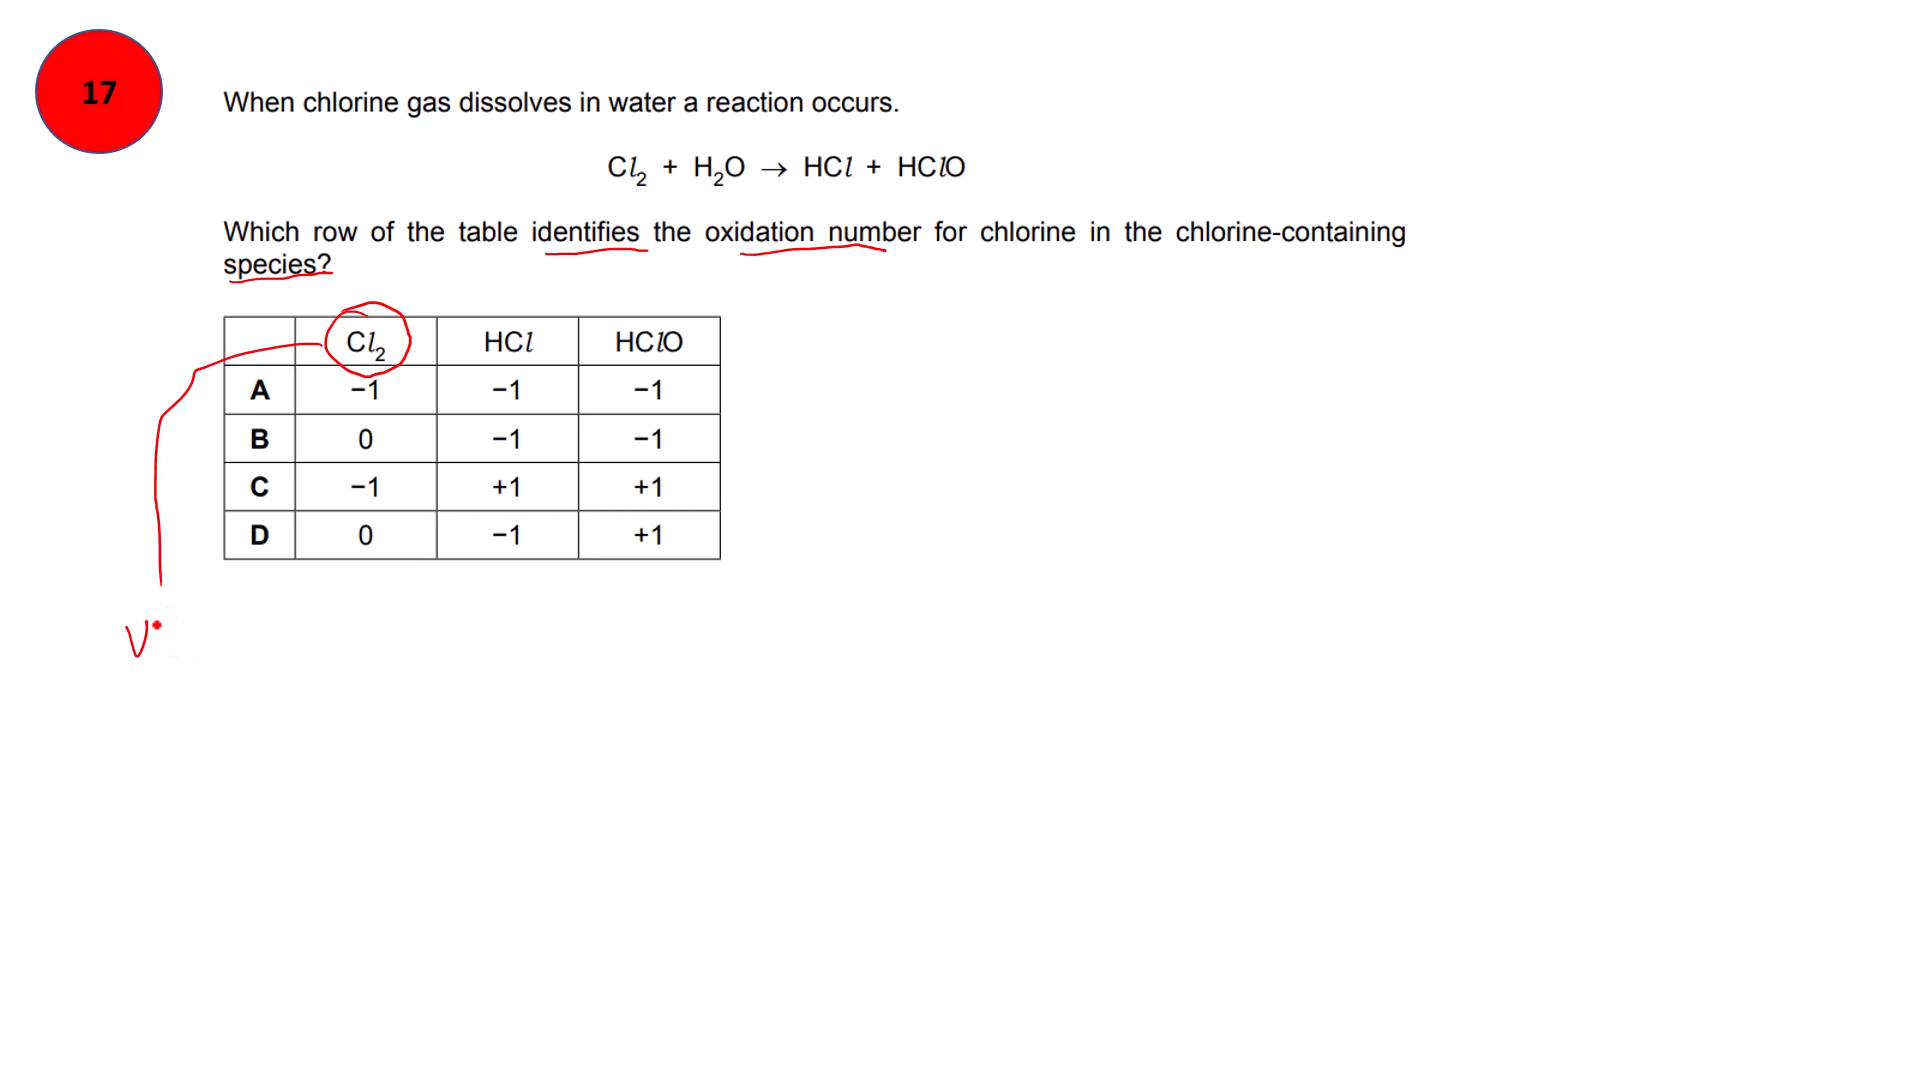 17
When chlorine gas dissolves in water a reaction occurs.
Cl₂ + H₂O → HCl + HClO
Which row of the table identifies the oxidation number for chlorine in the chlorine-containing
species?
Cl₂ HCl HClO
A −1 −1 −1
B 0 −1 −1
C −1 +1 +1
D 0 −1 +1
V